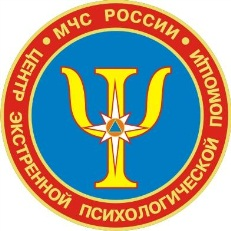 МЧС РОССИИ
ЦЕНТР ЭКСТРЕННОЙ ПСИХОЛОГИЧЕСКОЙ ПОМОЩИ